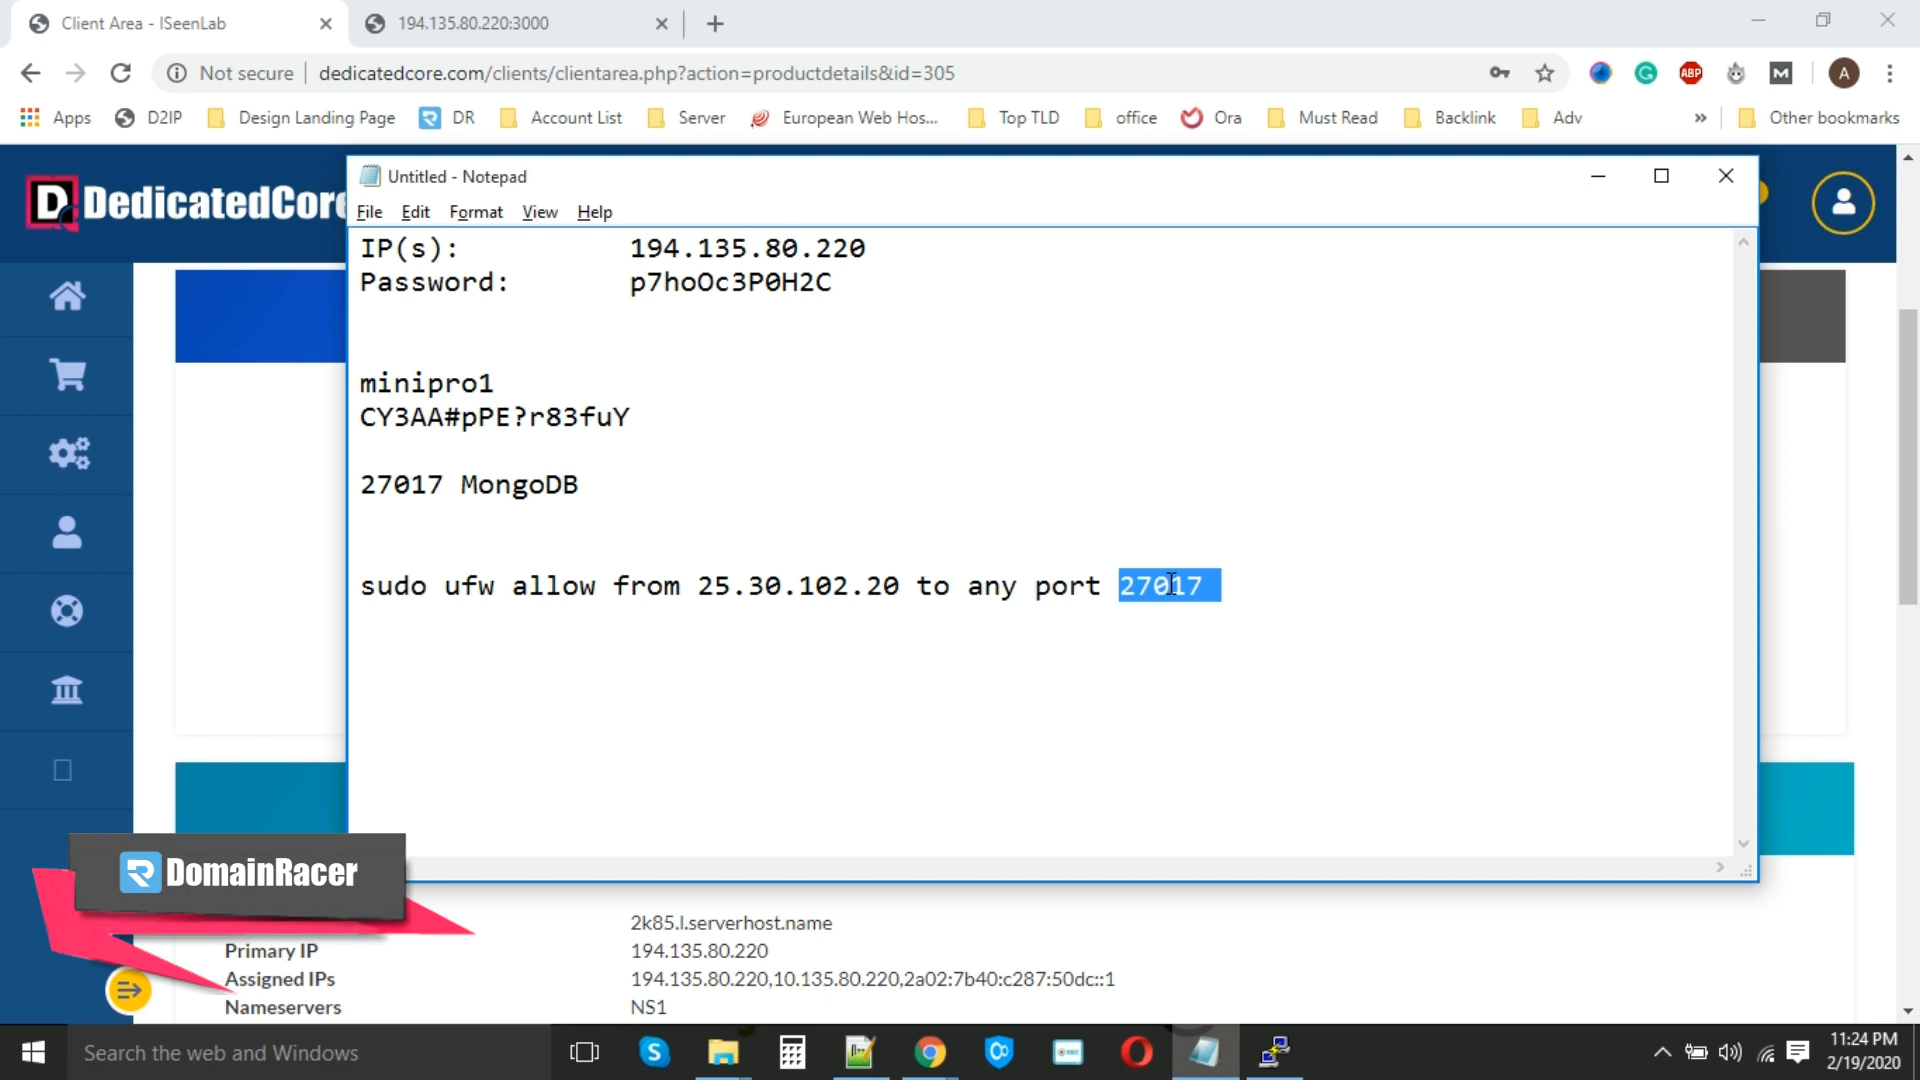 Client Area - ISeenLab
194.135.80.220:3000
Not secure
dedicatedcore.com/clients/clientarea.php?action=productdetails&id=305
ABP
M
A
Apps
D2IP
Design Landing Page
DR
Account List
Server
European Web Hos...
Top TLD
office
Ora
Must Read
Backlink
Adv
»
Other bookmarks
DedicatedCore
Untitled - Notepad
File Edit Format View Help
IP(s): 194.135.80.220
Password: p7hoOc3P0H2C
minipro1
CY3AA#pPE?r83fuY
27017 MongoDB
sudo ufw allow from 25.30.102.20 to any port 27017
DomainRacer
2k85.l.serverhost.name
Primary IP 194.135.80.220
Assigned IPs 194.135.80.220,10.135.80.220,2a02:7b40:c287:50dc::1
Nameservers NS1
Search the web and Windows
11:24 PM
2/19/2020